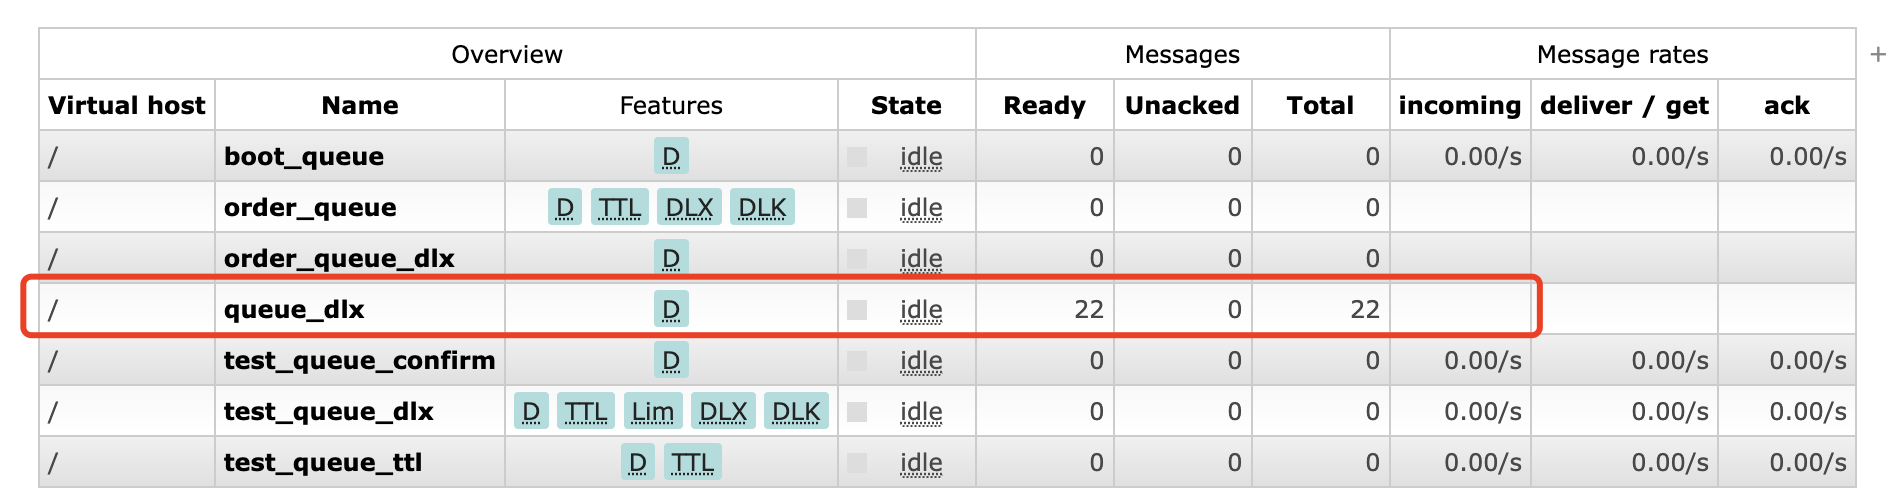 Overview Messages Message rates +
Virtual host Name Features State Ready Unacked Total incoming deliver / get ack
/ boot_queue D idle 0 0 0 0.00/s 0.00/s 0.00/s
/ order_queue D TTL DLX DLK idle 0 0 0
/ order_queue_dlx D idle 0 0 0
/ queue_dlx D idle 22 0 22
/ test_queue_confirm D idle 0 0 0 0.00/s 0.00/s 0.00/s
/ test_queue_dlx D TTL Lim DLX DLK idle 0 0 0 0.00/s 0.00/s 0.00/s
/ test_queue_ttl D TTL idle 0 0 0 0.00/s 0.00/s 0.00/s